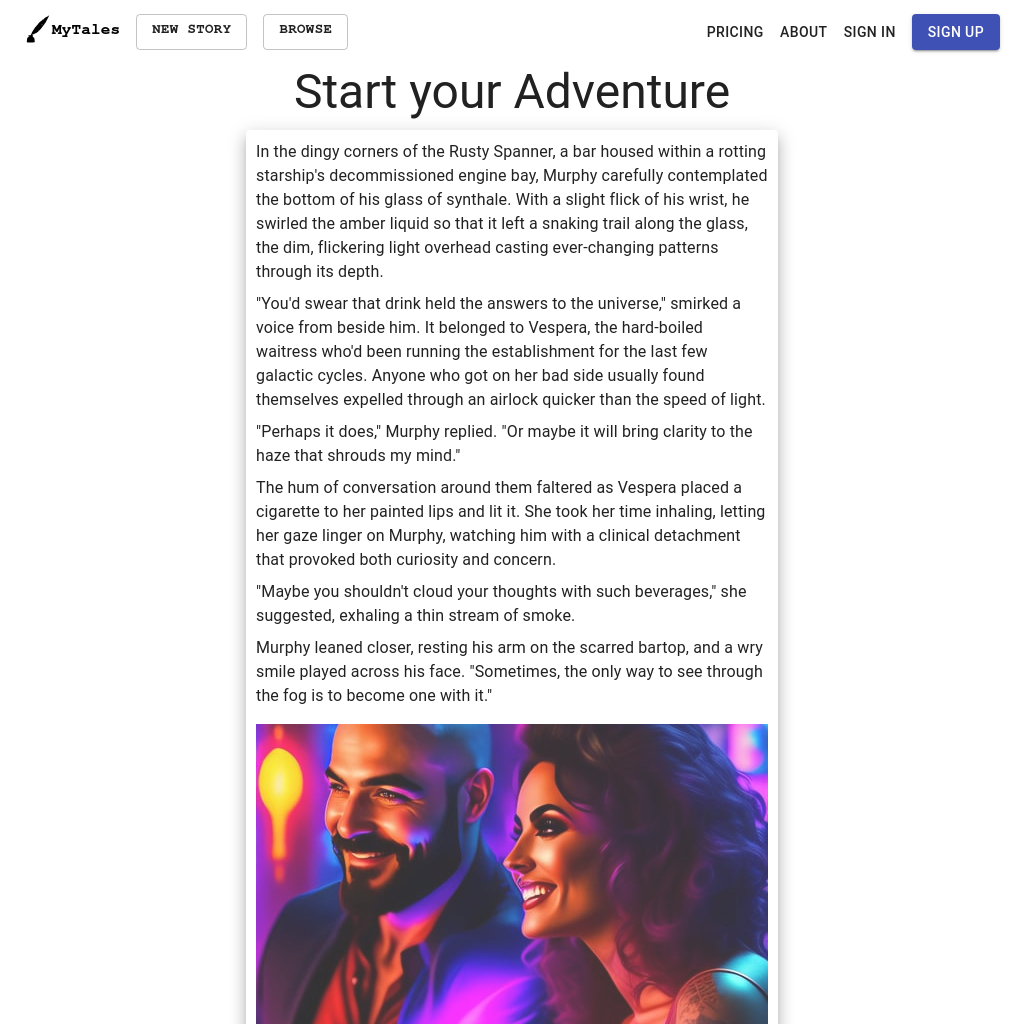 MyTales
NEW STORY
BROWSE
PRICING
ABOUT
SIGN IN
SIGN UP
Start your Adventure
In the dingy corners of the Rusty Spanner, a bar housed within a rotting
starship's decommissioned engine bay, Murphy carefully contemplated
the bottom of his glass of synthale. With a slight flick of his wrist, he
swirled the amber liquid so that it left a snaking trail along the glass,
the dim, flickering light overhead casting ever-changing patterns
through its depth.
"You'd swear that drink held the answers to the universe," smirked a
voice from beside him. It belonged to Vespera, the hard-boiled
waitress who'd been running the establishment for the last few
galactic cycles. Anyone who got on her bad side usually found
themselves expelled through an airlock quicker than the speed of light.
"Perhaps it does," Murphy replied. "Or maybe it will bring clarity to the
haze that shrouds my mind."
The hum of conversation around them faltered as Vespera placed a
cigarette to her painted lips and lit it. She took her time inhaling, letting
her gaze linger on Murphy, watching him with a clinical detachment
that provoked both curiosity and concern.
"Maybe you shouldn't cloud your thoughts with such beverages," she
suggested, exhaling a thin stream of smoke.
Murphy leaned closer, resting his arm on the scarred bartop, and a wry
smile played across his face. "Sometimes, the only way to see through
the fog is to become one with it."